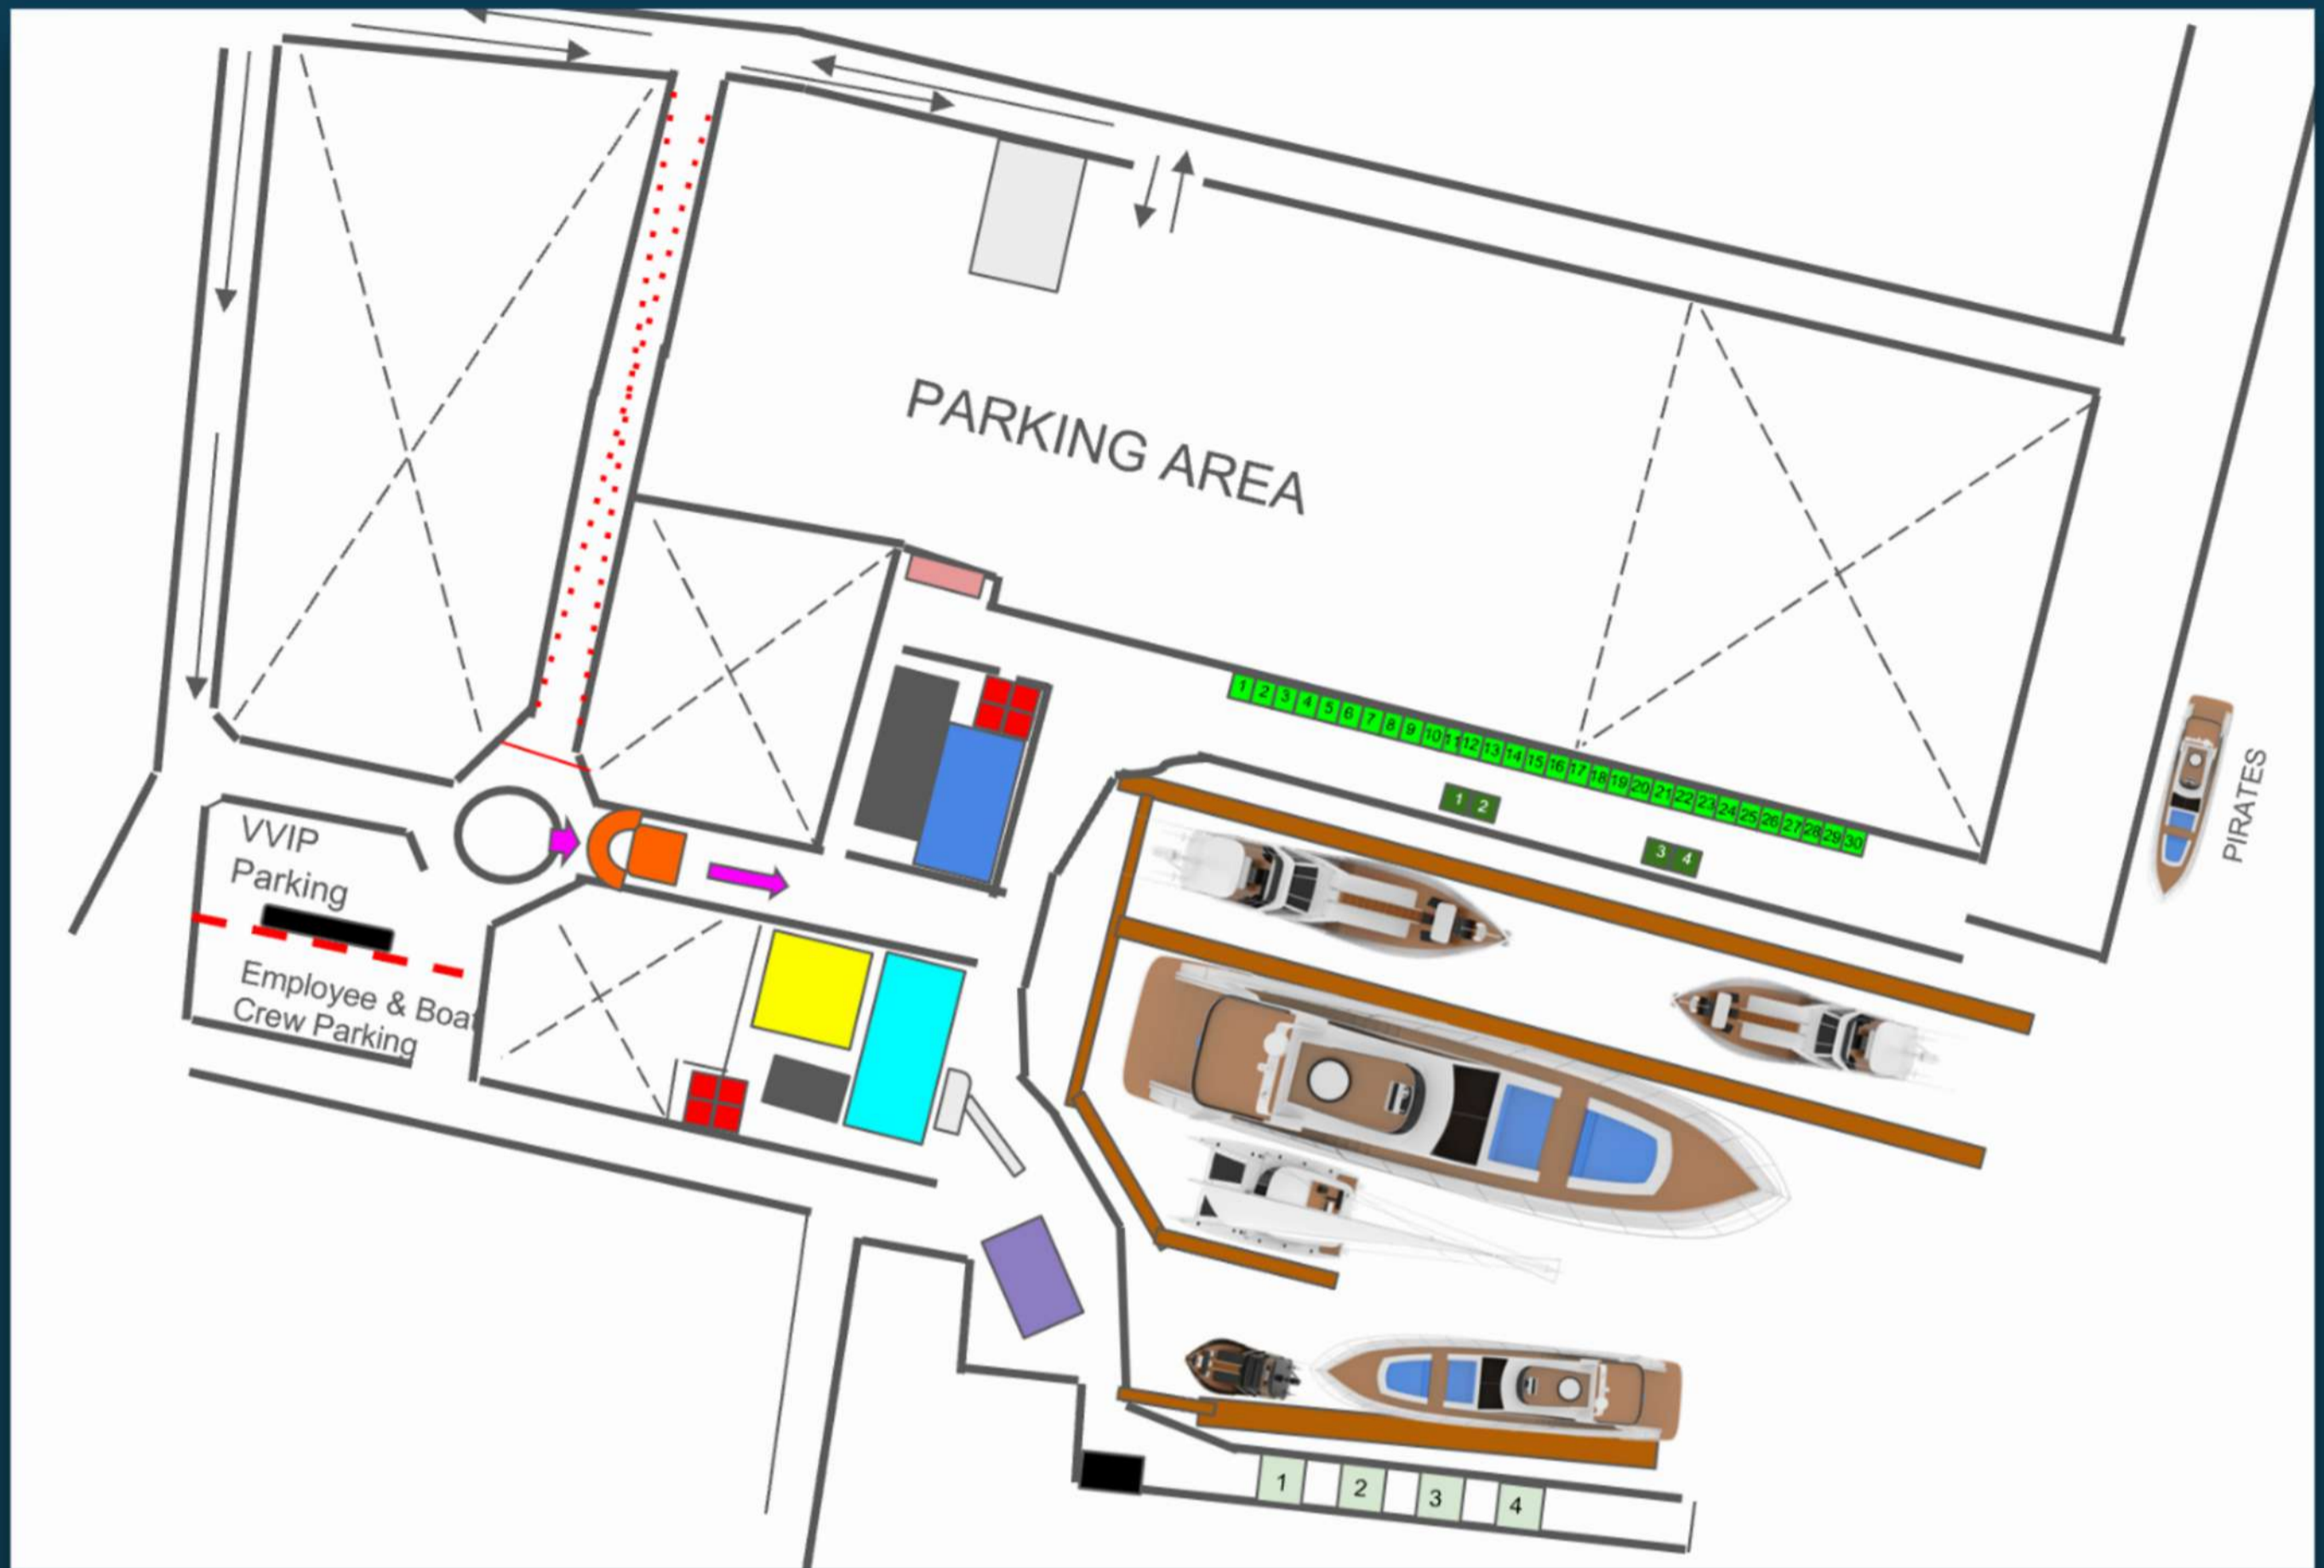 PARKING AREA
1 2 3 4 5 6 7 8 9 10 11 12 13 14 15 16 17 18 19 20 21 22 23 24 25 26 27 28 29 30
1 2
3 4
PIRATES
VVIP
Parking
Employee & Boat
Crew Parking
1 2 3 4